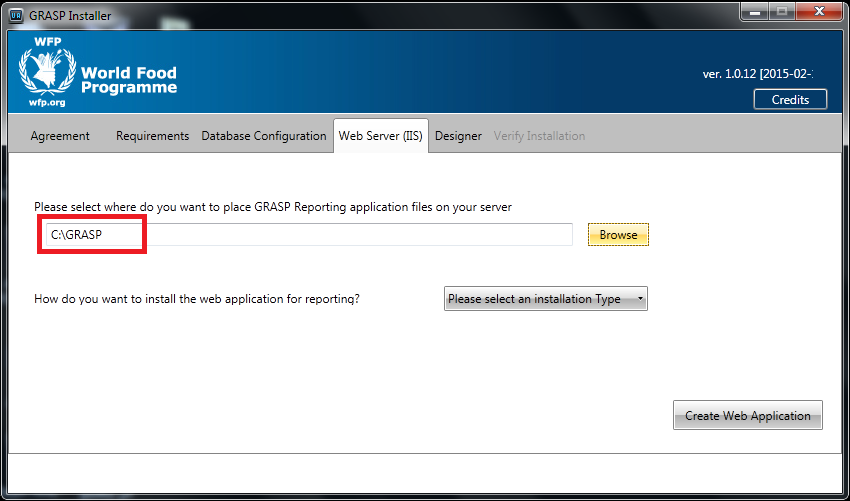 GRASP Installer
WFP
World Food
Programme
wfp.org
ver. 1.0.12 [2015-02-
Credits
Agreement Requirements Database Configuration Web Server (IIS) Designer Verify Installation
Please select where do you want to place GRASP Reporting application files on your server
C:\GRASP Browse
How do you want to install the web application for reporting? Please select an installation Type
Create Web Application